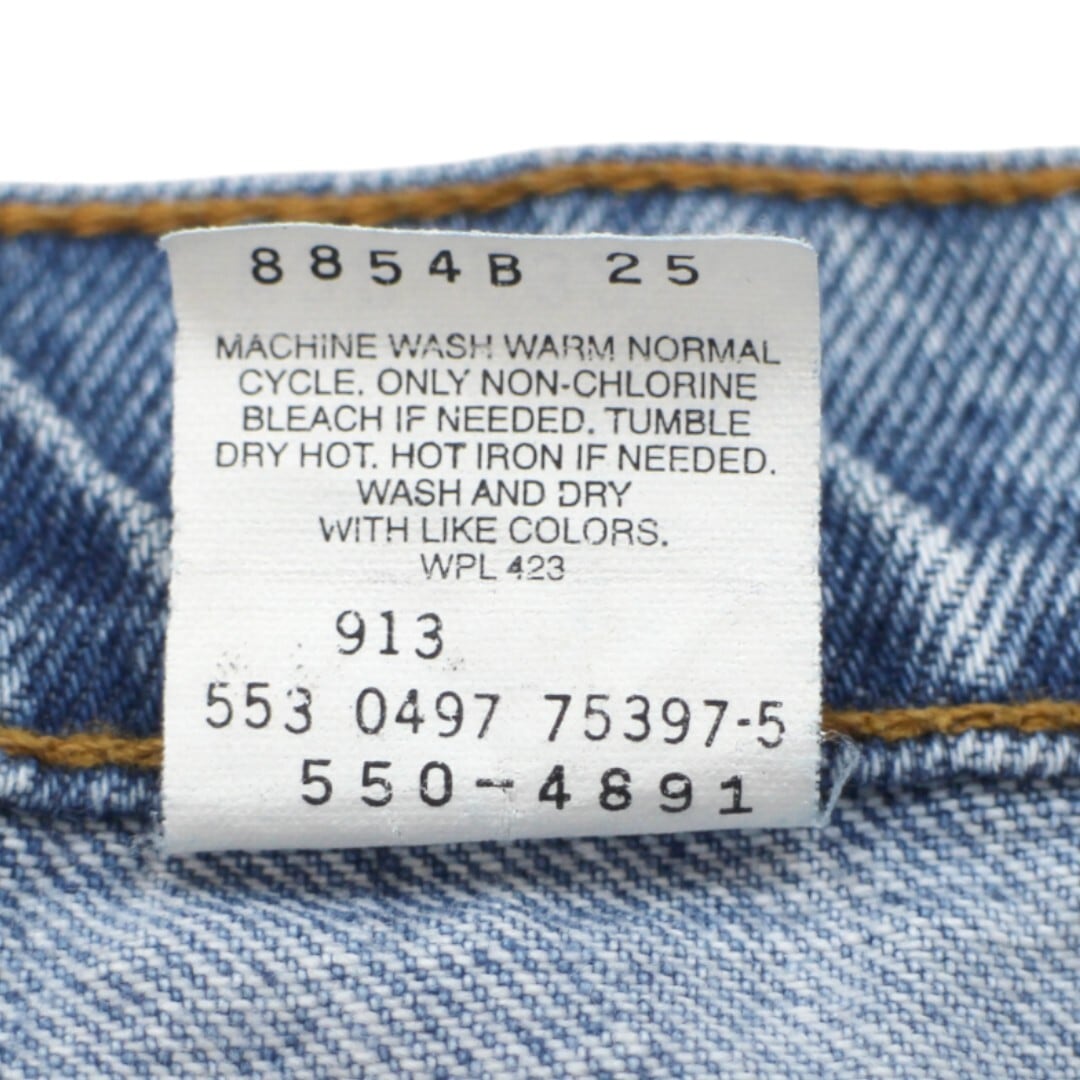 8854B 25
MACHINE WASH WARM NORMAL
CYCLE. ONLY NON-CHLORINE
BLEACH IF NEEDED. TUMBLE
DRY HOT. HOT IRON IF NEEDED.
WASH AND DRY
WITH LIKE COLORS.
WPL 423
913
553 0497 75397-5
550-4891